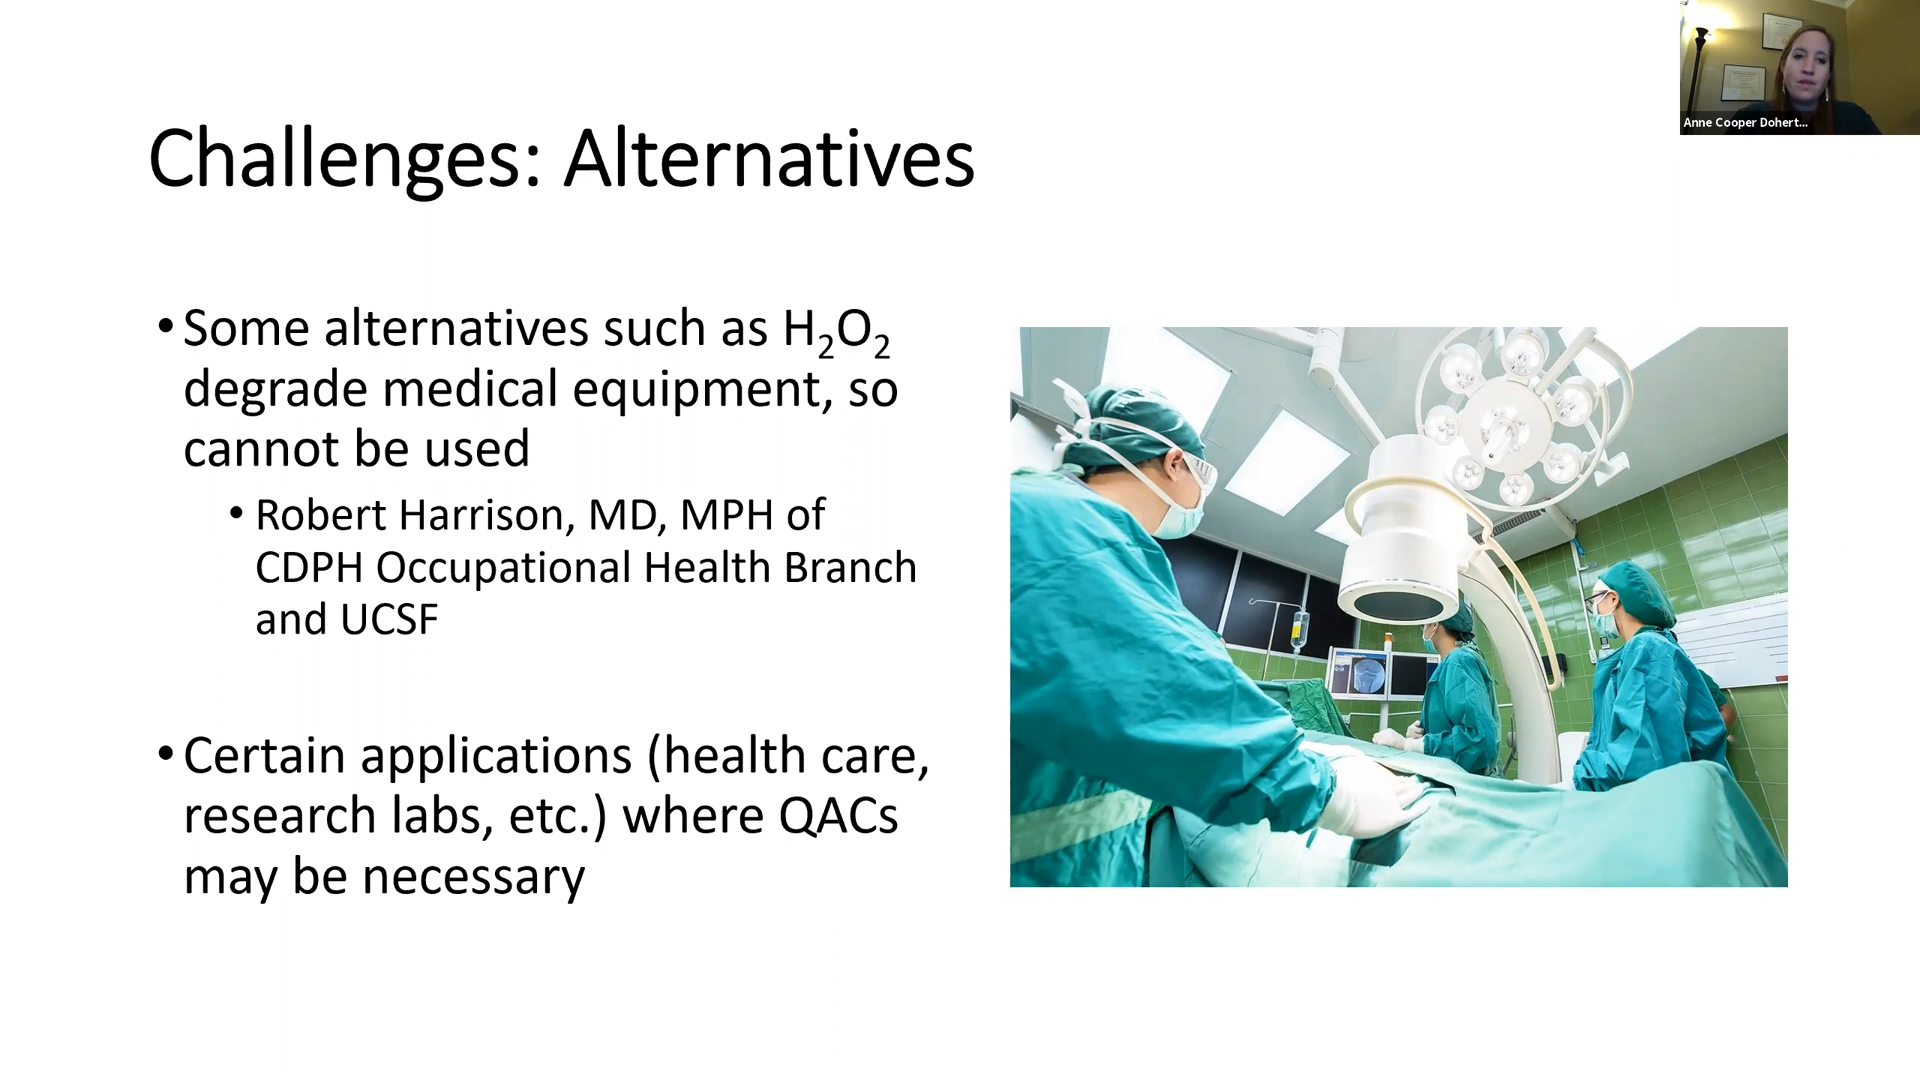 Anne Cooper Dohert...
Challenges: Alternatives
• Some alternatives such as H₂O₂
degrade medical equipment, so
cannot be used
• Robert Harrison, MD, MPH of
CDPH Occupational Health Branch
and UCSF
• Certain applications (health care,
research labs, etc.) where QACs
may be necessary